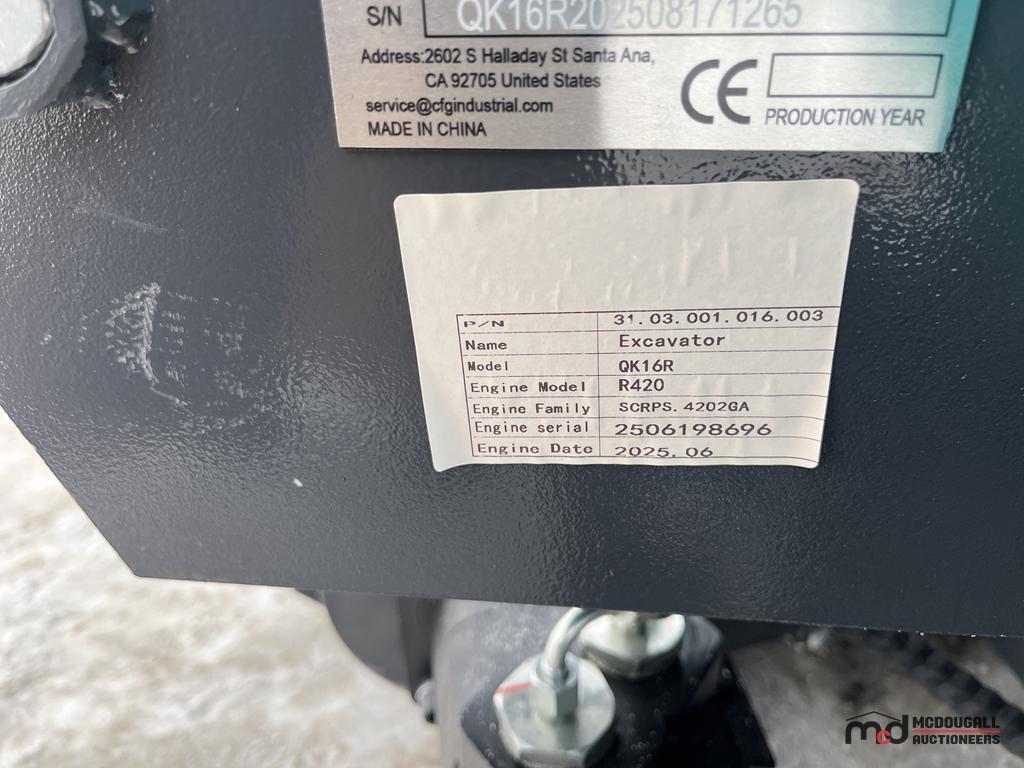 S/N QK16R202508171265
Address:2602 S Halladay St Santa Ana,
CA 92705 United States
service@cfgindustrial.com
MADE IN CHINA
CE
PRODUCTION YEAR
P/N 31.03.001.016.003
Name Excavator
Model QK16R
Engine Model R420
Engine Family SCRPS.4202GA
Engine serial 2506198696
Engine Date 2025.06
mcd MCDOUGALL
AUCTIONEERS